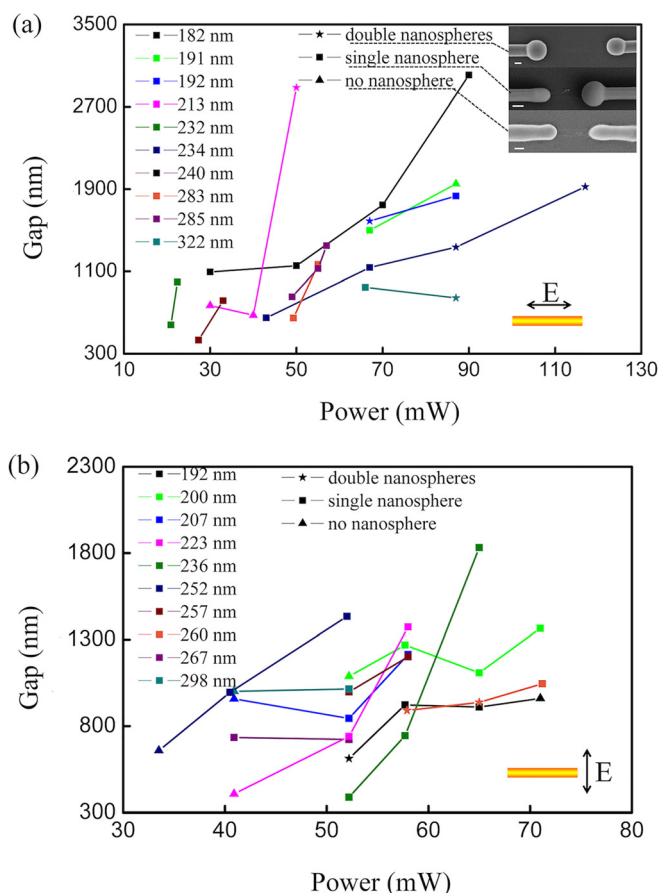 (a)
182 nm
191 nm
192 nm
213 nm
232 nm
234 nm
240 nm
283 nm
285 nm
322 nm
double nanospheres
single nanosphere
no nanosphere
3500
2700
1900
1100
300
Gap (nm)
E
10 30 50 70 90 110 130
Power (mW)
(b)
192 nm
200 nm
207 nm
223 nm
236 nm
252 nm
257 nm
260 nm
267 nm
298 nm
double nanospheres
single nanosphere
no nanosphere
2300
1800
1300
800
300
Gap (nm)
E
30 40 50 60 70 80
Power (mW)